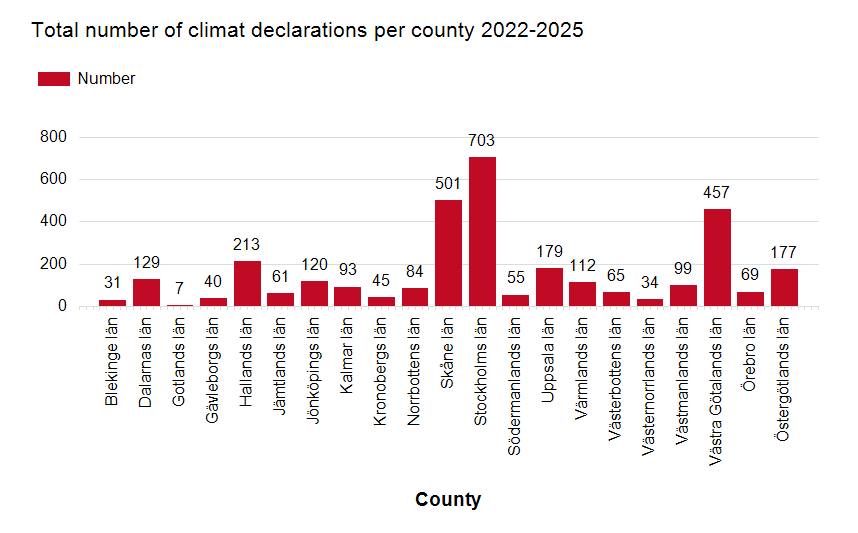 Total number of climat declarations per county 2022-2025
Number
800
600
400
200
0
31
129
7
40
213
61
120
93
45
84
501
703
55
179
112
65
34
99
457
69
177
Blekinge län
Dalarnas län
Gotlands län
Gävleborgs län
Hallands län
Jämtlands län
Jönköpings län
Kalmar län
Kronobergs län
Norrbottens län
Skåne län
Stockholms län
Södermanlands län
Uppsala län
Värmlands län
Västerbottens län
Västernorrlands län
Västmanlands län
Västra Götalands län
Örebro län
Östergötlands län
County